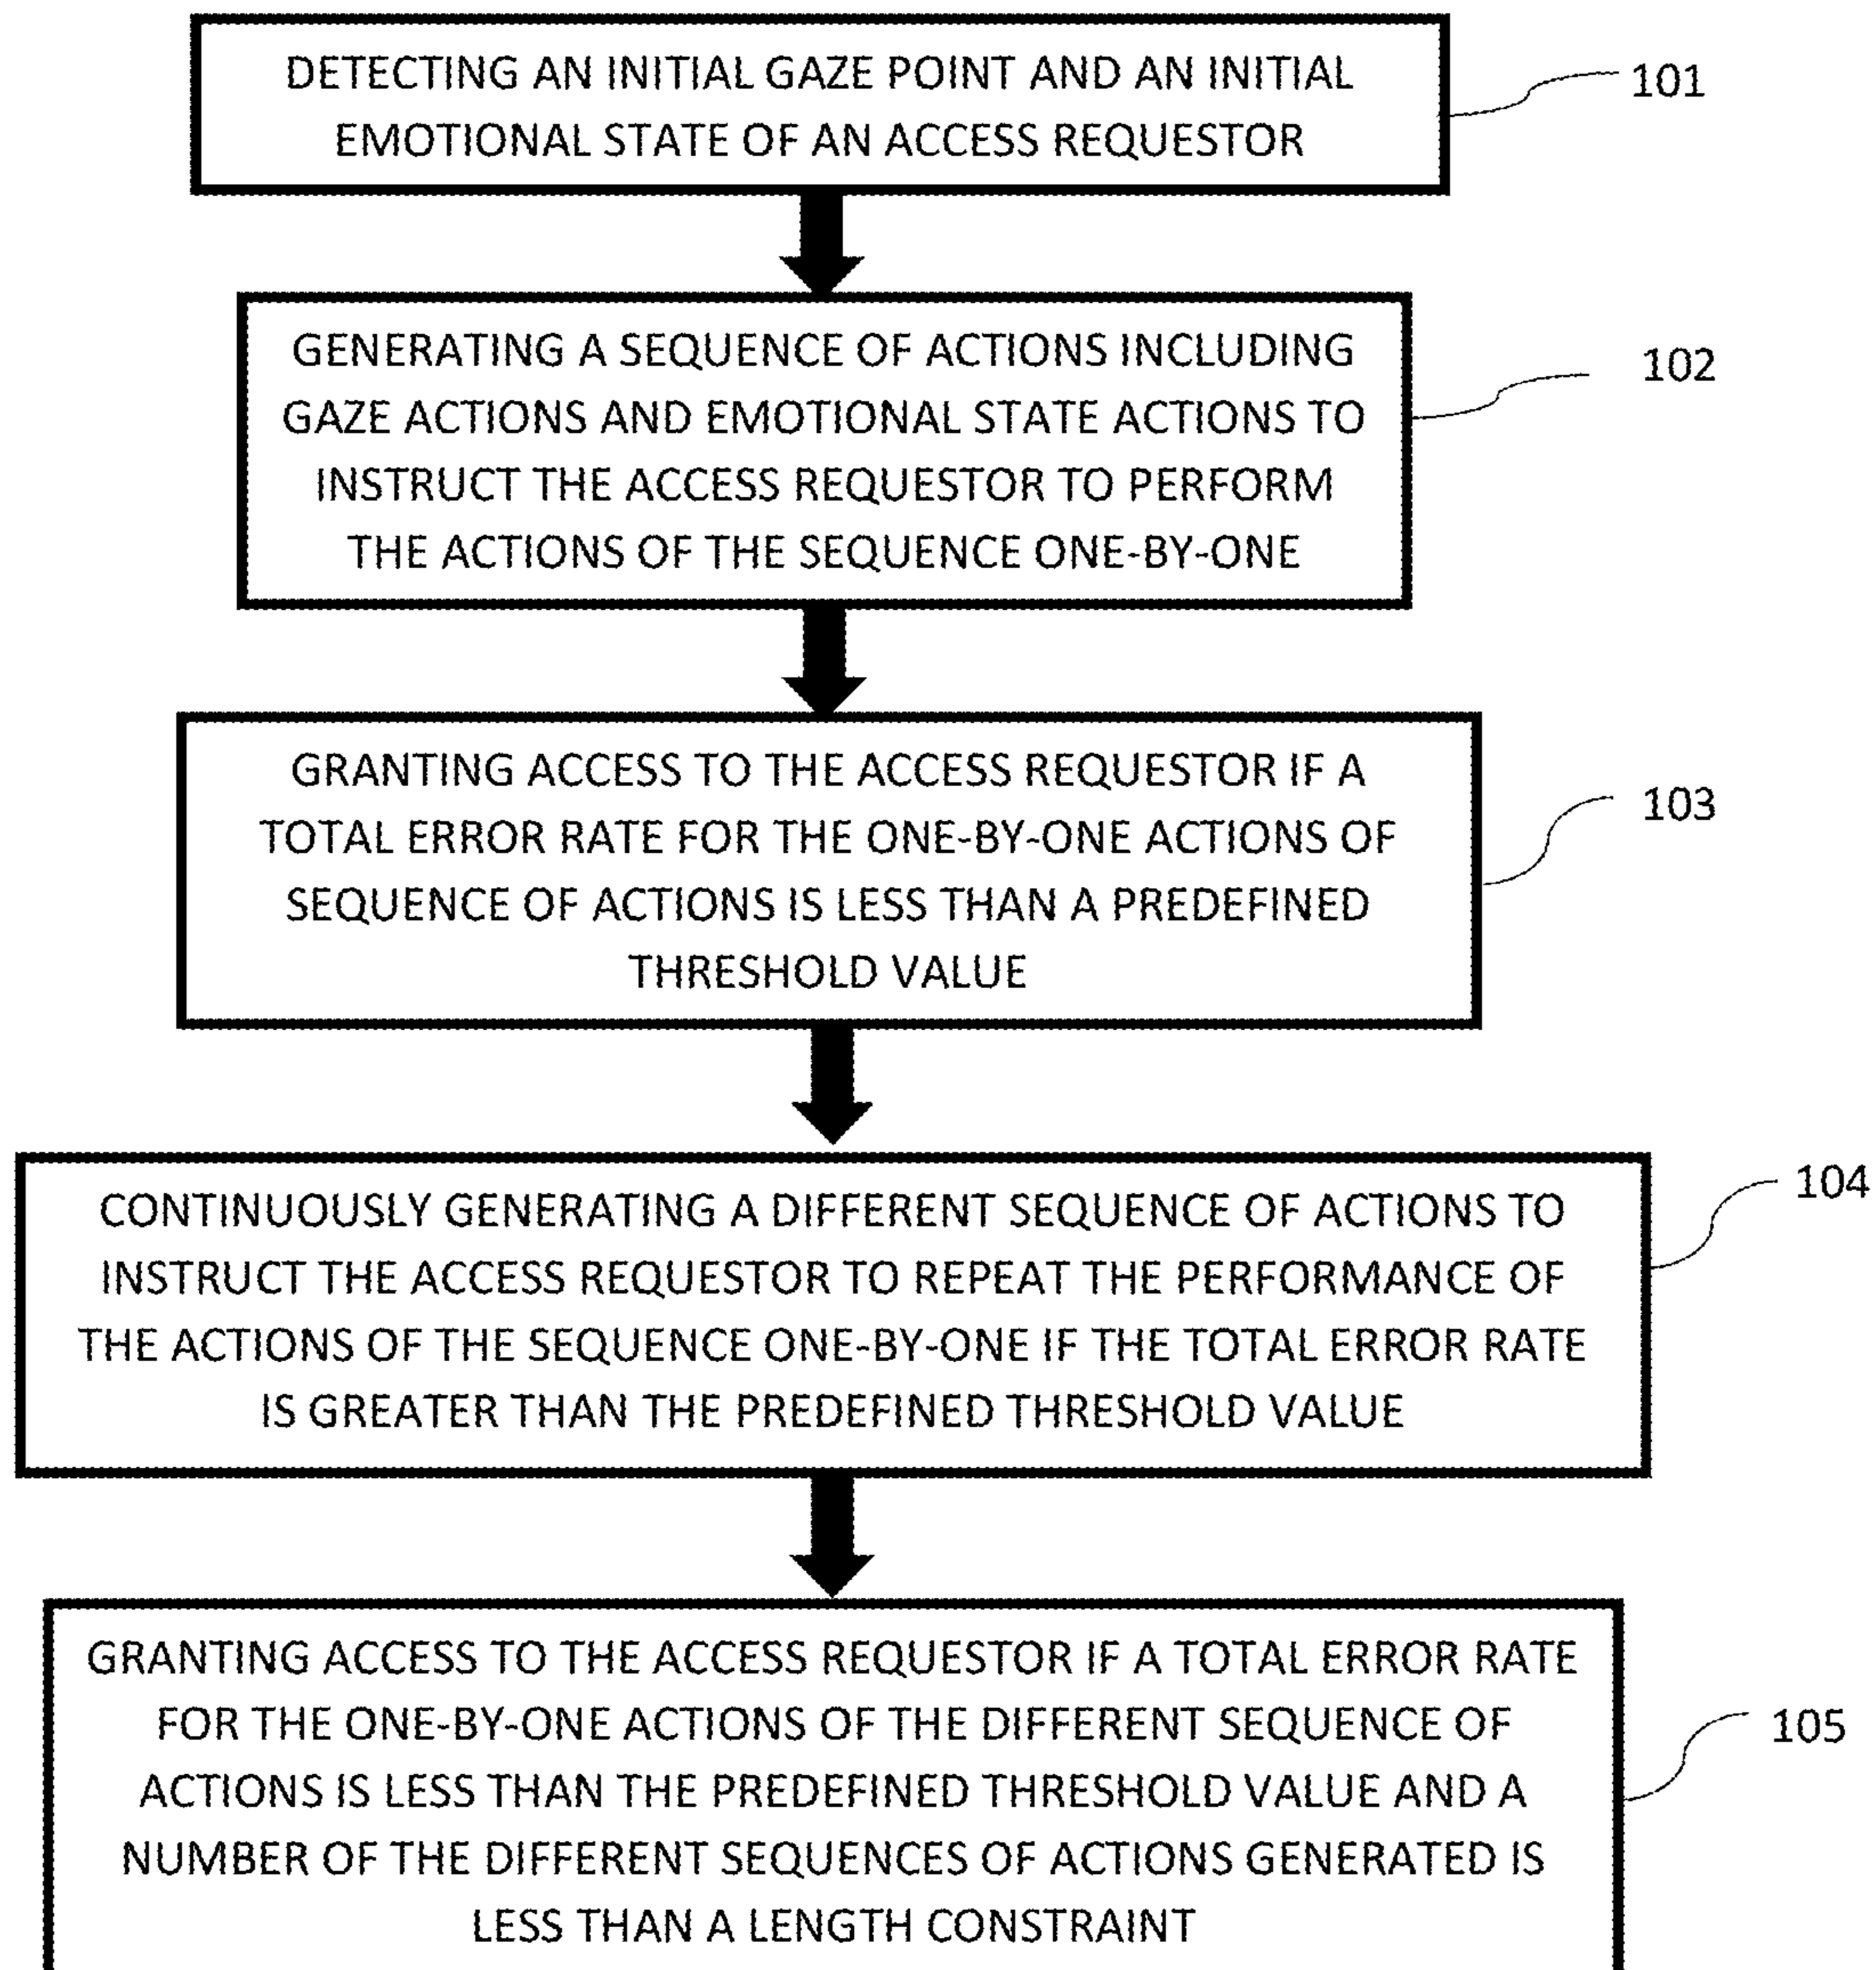 DETECTING AN INITIAL GAZE POINT AND AN INITIAL
EMOTIONAL STATE OF AN ACCESS REQUESTOR
101
GENERATING A SEQUENCE OF ACTIONS INCLUDING
GAZE ACTIONS AND EMOTIONAL STATE ACTIONS TO
INSTRUCT THE ACCESS REQUESTOR TO PERFORM
THE ACTIONS OF THE SEQUENCE ONE-BY-ONE
102
GRANTING ACCESS TO THE ACCESS REQUESTOR IF A
TOTAL ERROR RATE FOR THE ONE-BY-ONE ACTIONS OF
SEQUENCE OF ACTIONS IS LESS THAN A PREDEFINED
THRESHOLD VALUE
103
CONTINUOUSLY GENERATING A DIFFERENT SEQUENCE OF ACTIONS TO
INSTRUCT THE ACCESS REQUESTOR TO REPEAT THE PERFORMANCE OF
THE ACTIONS OF THE SEQUENCE ONE-BY-ONE IF THE TOTAL ERROR RATE
IS GREATER THAN THE PREDEFINED THRESHOLD VALUE
104
GRANTING ACCESS TO THE ACCESS REQUESTOR IF A TOTAL ERROR RATE
FOR THE ONE-BY-ONE ACTIONS OF THE DIFFERENT SEQUENCE OF
ACTIONS IS LESS THAN THE PREDEFINED THRESHOLD VALUE AND A
NUMBER OF THE DIFFERENT SEQUENCES OF ACTIONS GENERATED IS
LESS THAN A LENGTH CONSTRAINT
105